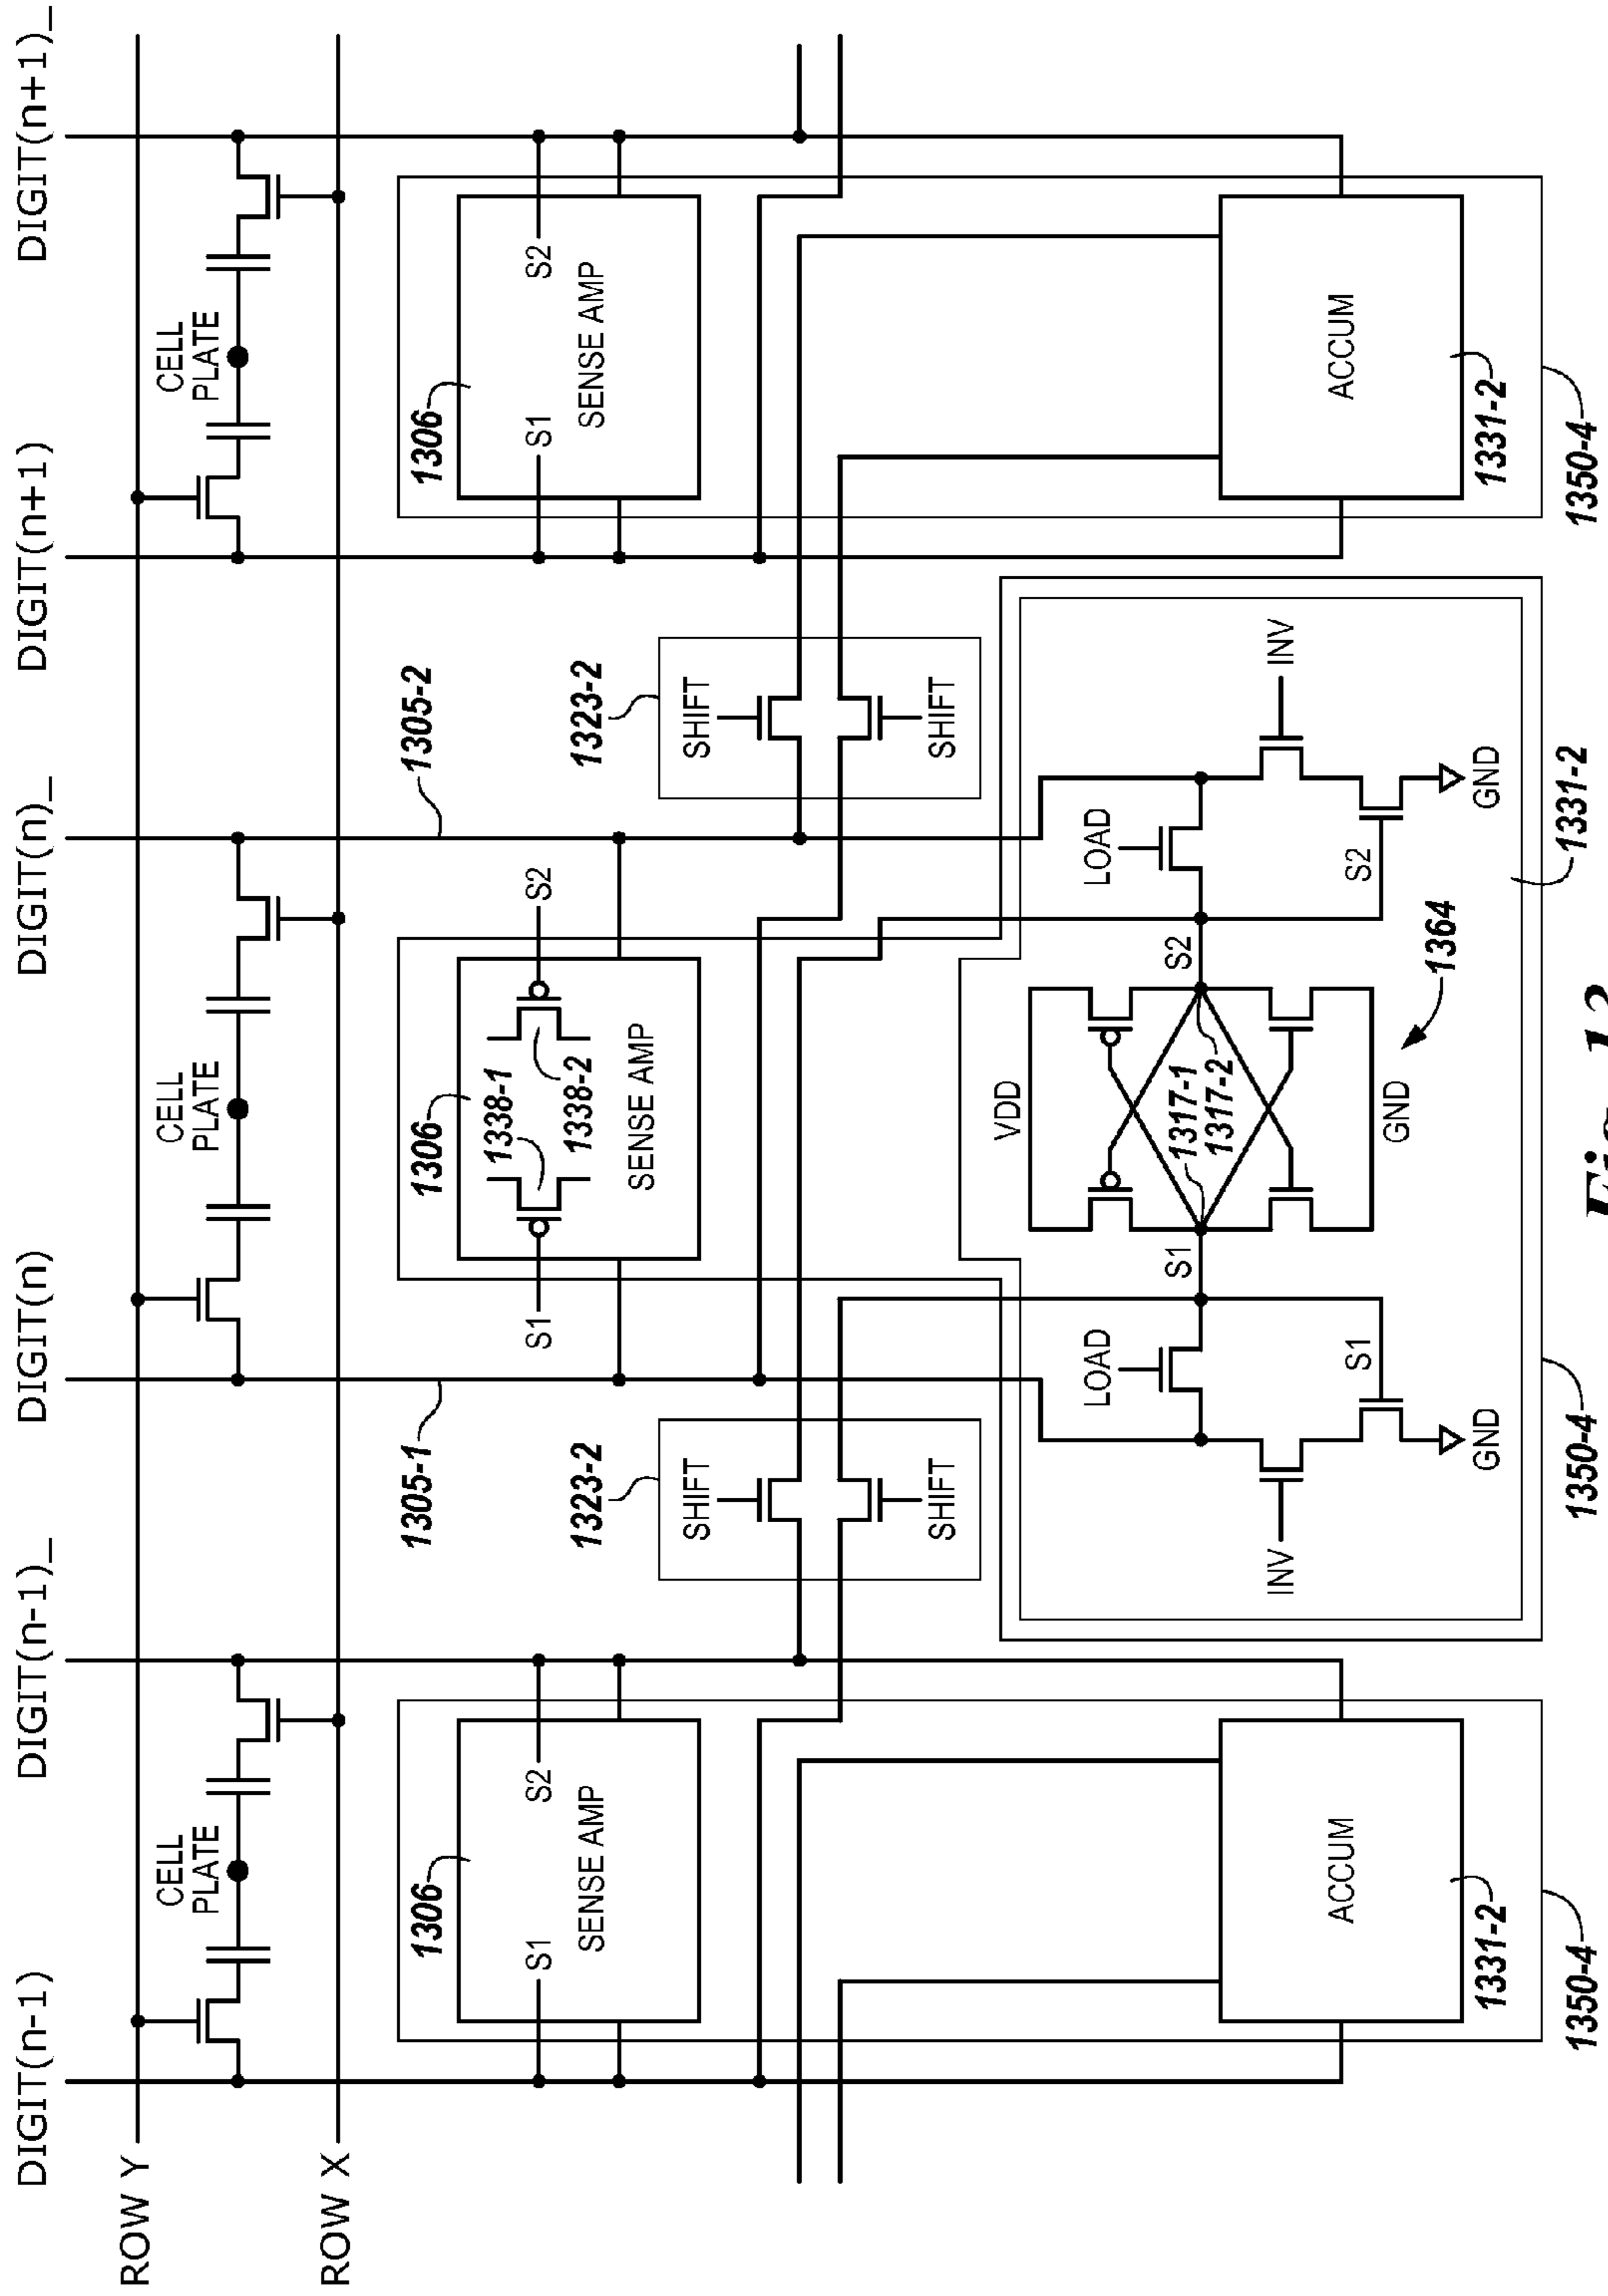 DIGIT(n-1)
DIGIT(n-1)_
DIGIT(n)
DIGIT(n)_
DIGIT(n+1)
DIGIT(n+1)_
ROW Y
CELL
PLATE
CELL
PLATE
CELL
PLATE
ROW X
1305-1
1305-2
1306
S1
S2
SENSE AMP
1306
S1
1338-1
1338-2
S2
SENSE AMP
1306
S1
S2
SENSE AMP
1323-2
SHIFT
SHIFT
1323-2
SHIFT
SHIFT
VDD
LOAD
LOAD
S1
1317-1
1317-2
S2
INV
INV
S1
S2
GND
1364
GND
GND
ACCUM
1331-2
ACCUM
1331-2
1331-2
1350-4
1350-4
1350-4